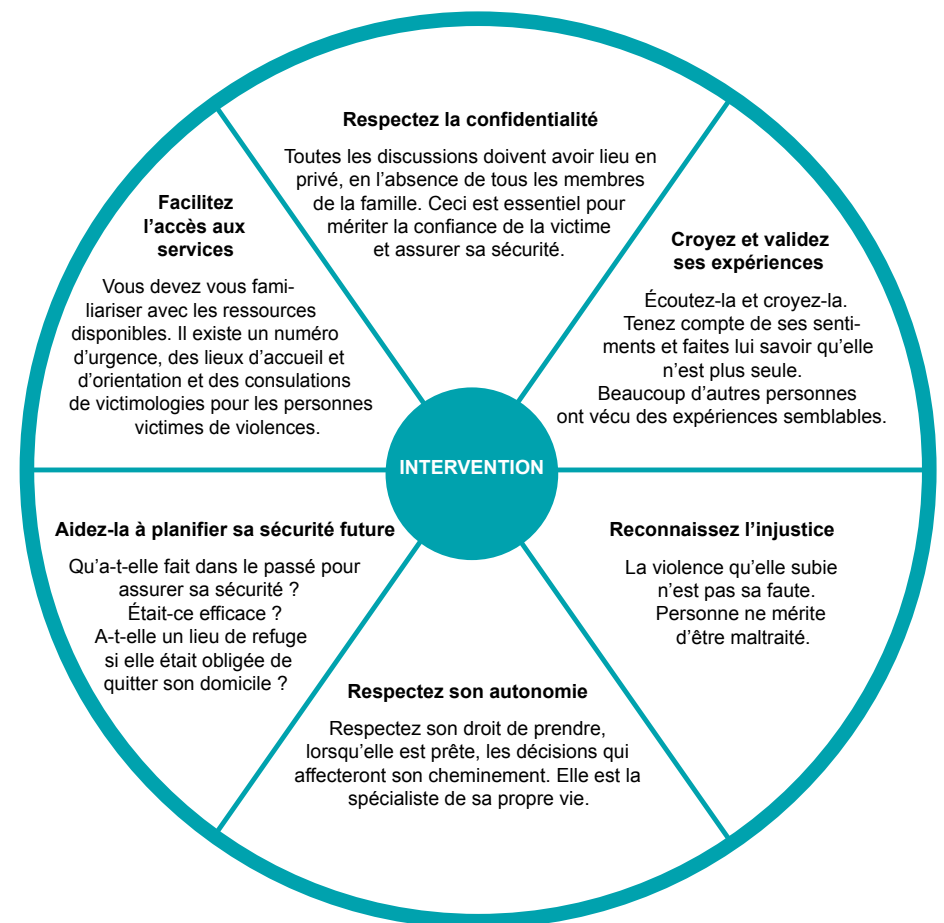 Respectez la confidentialité
Toutes les discussions doivent avoir lieu en
privé, en l’absence de tous les membres
de la famille. Ceci est essentiel pour
mériter la confiance de la victime
et assurer sa sécurité.
Croyez et validez
ses expériences
Écoutez-la et croyez-la.
Tenez compte de ses senti-
ments et faites lui savoir qu’elle
n’est plus seule.
Beaucoup d’autres personnes
ont vécu des expériences semblables.
Reconnaissez l’injustice
La violence qu’elle subie
n’est pas sa faute.
Personne ne mérite
d’être maltraité.
Respectez son autonomie
Respectez son droit de prendre,
lorsqu’elle est prête, les décisions qui
affecteront son cheminement. Elle est la
spécialiste de sa propre vie.
Aidez-la à planifier sa sécurité future
Qu’a-t-elle fait dans le passé pour
assurer sa sécurité ?
Était-ce efficace ?
A-t-elle un lieu de refuge
si elle était obligée de
quitter son domicile ?
Facilitez
l’accès aux
services
Vous devez vous fami-
liariser avec les ressources
disponibles. Il existe un numéro
d’urgence, des lieux d’accueil et
d’orientation et des consulations
de victimologies pour les personnes
victimes de violences.
INTERVENTION